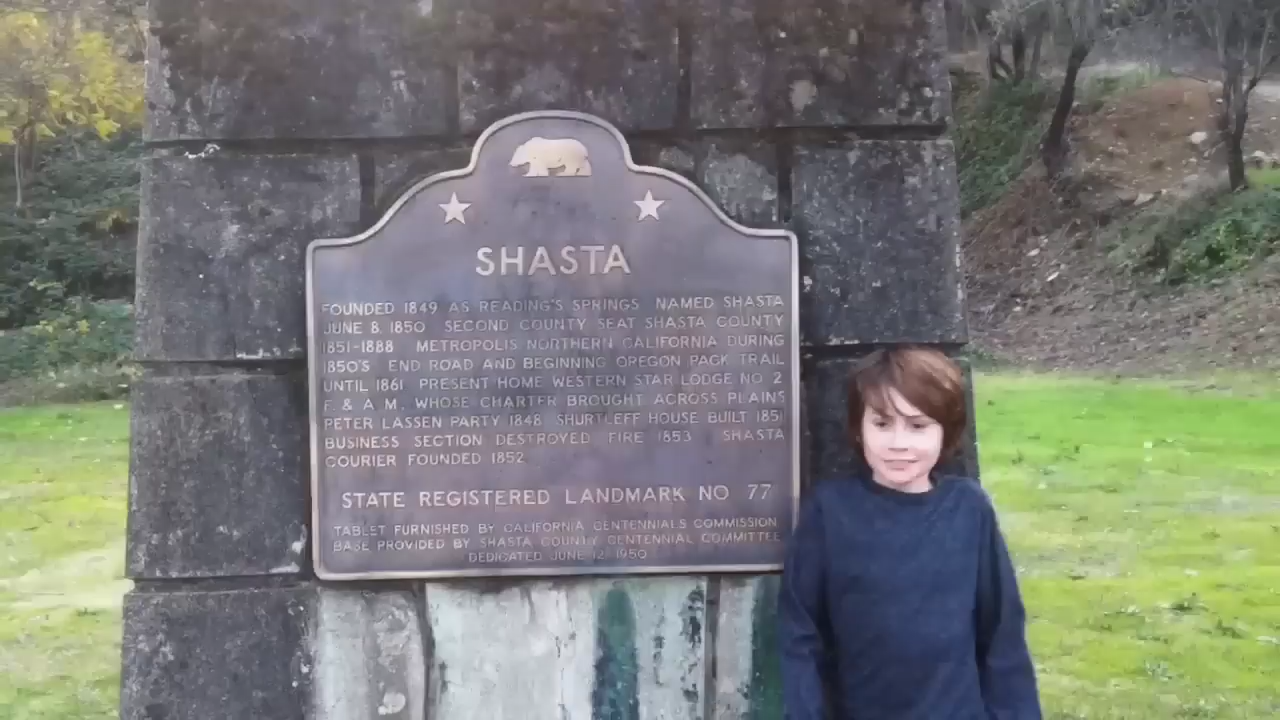 SHASTA
FOUNDED 1849 AS READING'S SPRINGS NAMED SHASTA
JUNE 8, 1850 SECOND COUNTY SEAT SHASTA COUNTY
1851-1888 METROPOLIS NORTHERN CALIFORNIA DURING
1850'S END ROAD AND BEGINNING OREGON PACK TRAIL
UNTIL 1861 PRESENT HOME WESTERN STAR LODGE NO 2
F. & A M, WHOSE CHARTER BROUGHT ACROSS PLAINS
PETER LASSEN PARTY 1848 SHURTLEFF HOUSE BUILT 1851
BUSINESS SECTION DESTROYED FIRE 1853 SHASTA
COURIER FOUNDED 1852
STATE REGISTERED LANDMARK NO 77
TABLET FURNISHED BY CALIFORNIA CENTENNIALS COMMISSION
BASE PROVIDED BY SHASTA COUNTY CENTENNIAL COMMITTEE
DEDICATED JUNE 12, 1950